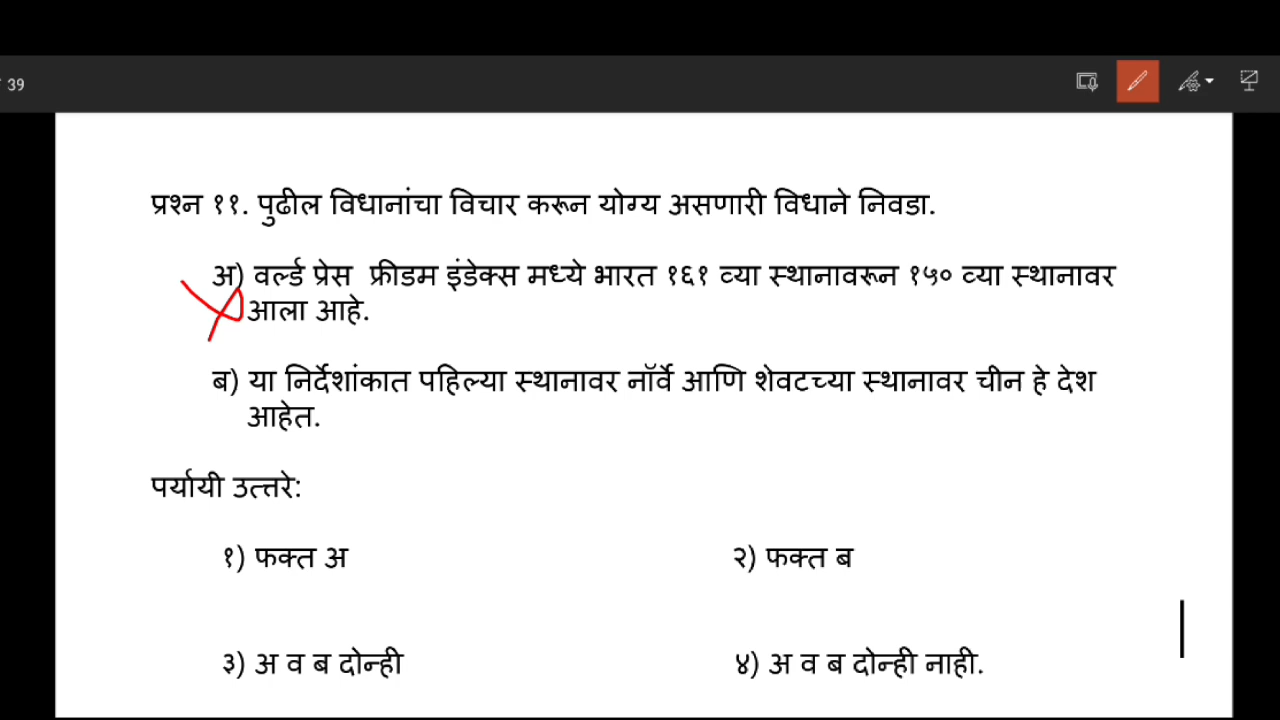 39
प्रश्न ११. पुढील विधानांचा विचार करून योग्य असणारी विधाने निवडा.
अ) वर्ल्ड प्रेस फ्रीडम इंडेक्स मध्ये भारत १६१ व्या स्थानावरून १५० व्या स्थानावर
आला आहे.
ब) या निर्देशांकात पहिल्या स्थानावर नॉर्वे आणि शेवटच्या स्थानावर चीन हे देश
आहेत.
पर्यायी उत्तरे:
१) फक्त अ २) फक्त ब
३) अ व ब दोन्ही ४) अ व ब दोन्ही नाही.